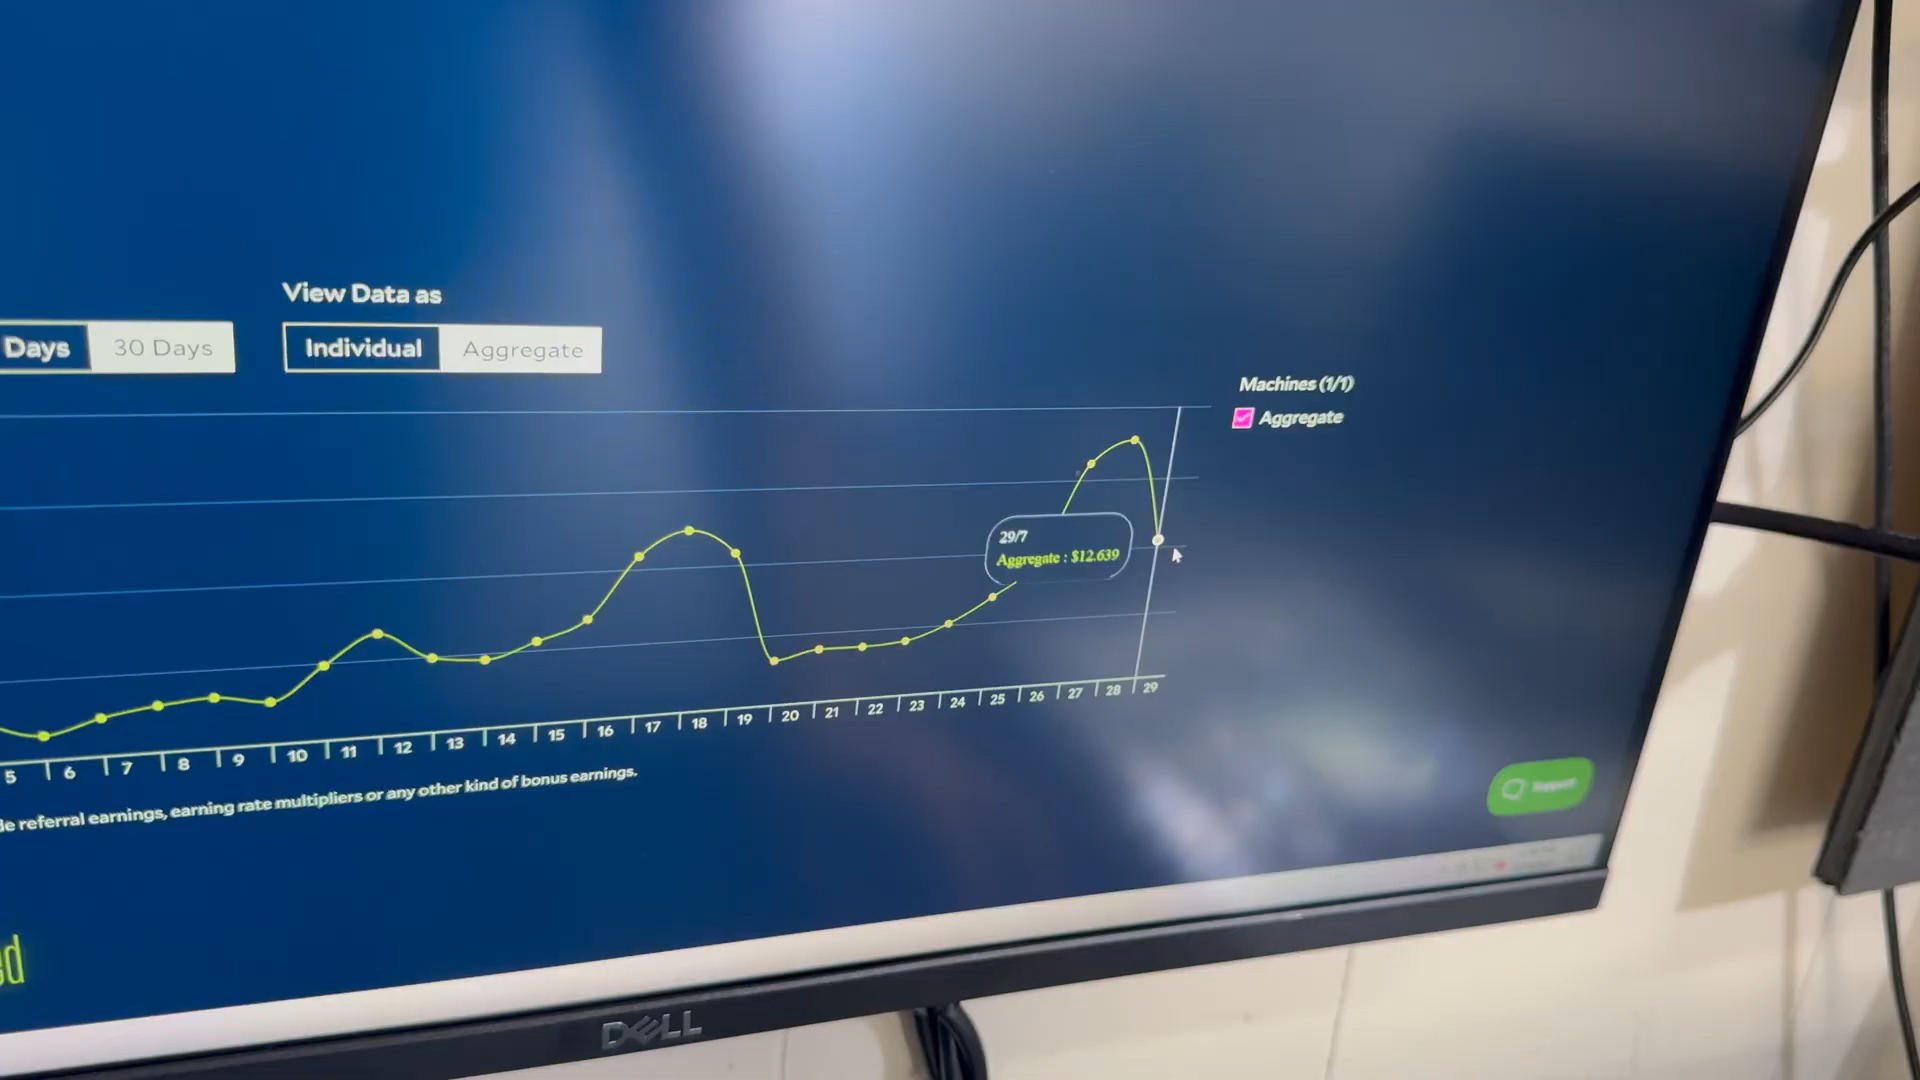 View Data as
Days
30 Days
Individual
Aggregate
Machines (1/1)
Aggregate
29/7
Aggregate : $12.639
5 6 7 8 9 10 11 12 13 14 15 16 17 18 19 20 21 22 23 24 25 26 27 28 29
referral earnings, earning rate multipliers or any other kind of bonus earnings.
Support
ed
DELL